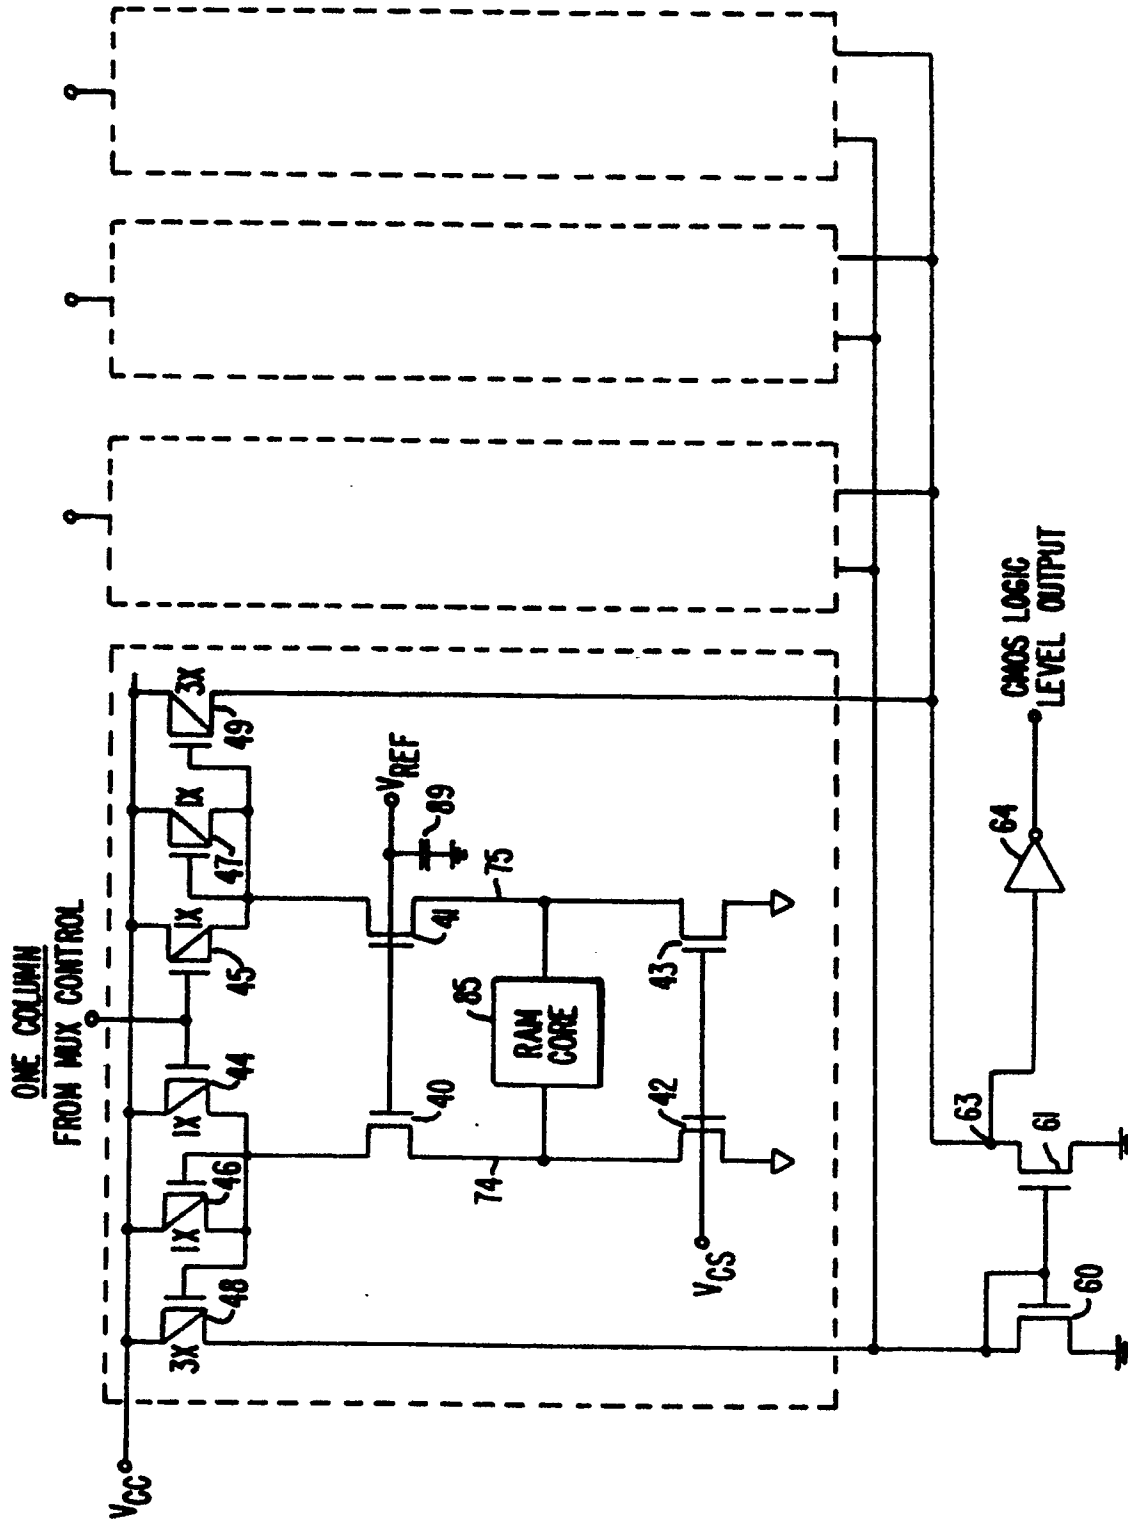 ONE COLUMN
FROM MUX CONTROL
VCC
3X
48
1X
46
1X
44
1X
45
1X
47
3X
49
VREF
89
40
41
74
75
85
RAM
CORE
42
43
VCS
60
61
63
64
CMOS LOGIC
LEVEL OUTPUT